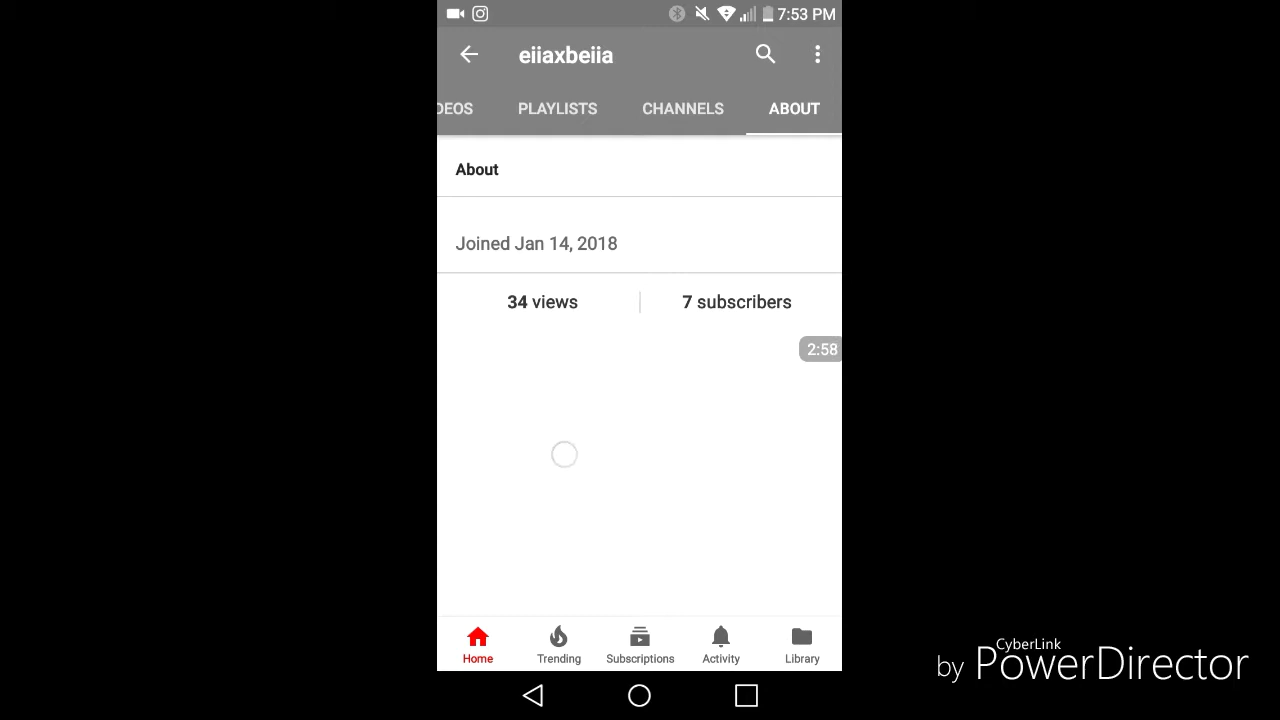 7:53 PM
eiiaxbeiia
DEOS PLAYLISTS CHANNELS ABOUT
About
Joined Jan 14, 2018
34 views 7 subscribers
2:58
Home Trending Subscriptions Activity Library
CyberLink
by PowerDirector